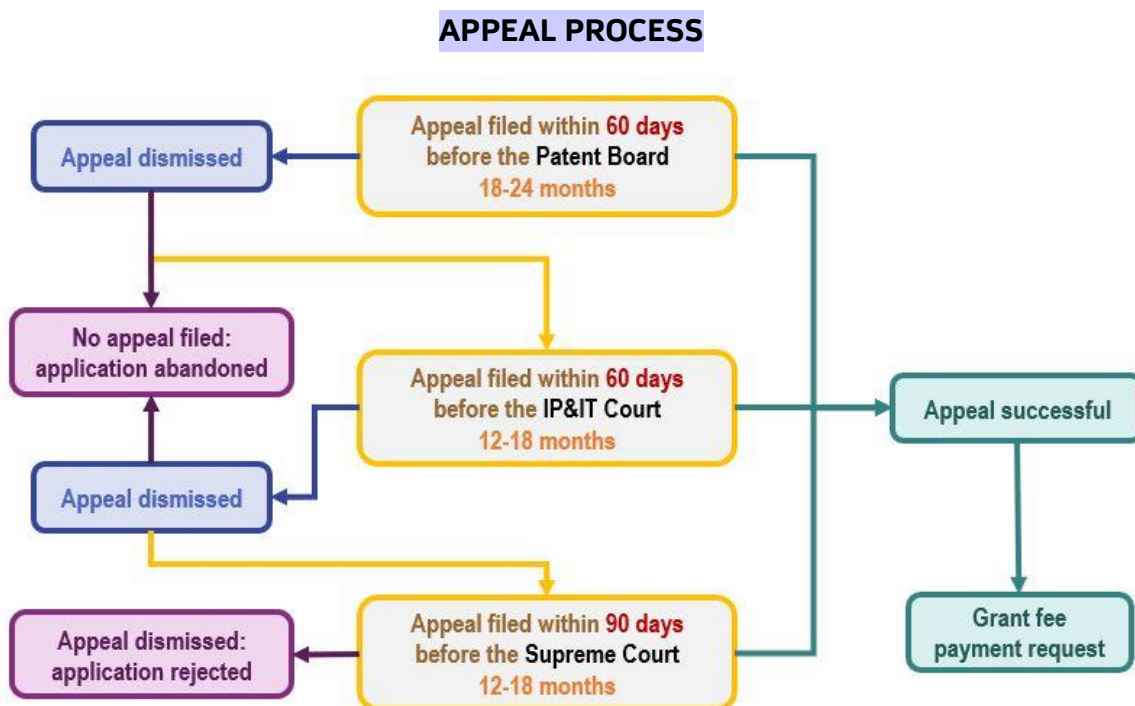 APPEAL PROCESS
Appeal filed within 60 days
before the Patent Board
18-24 months
Appeal dismissed
No appeal filed:
application abandoned
Appeal filed within 60 days
before the IP&IT Court
12-18 months
Appeal successful
Appeal dismissed
Appeal filed within 90 days
before the Supreme Court
12-18 months
Appeal dismissed:
application rejected
Grant fee
payment request